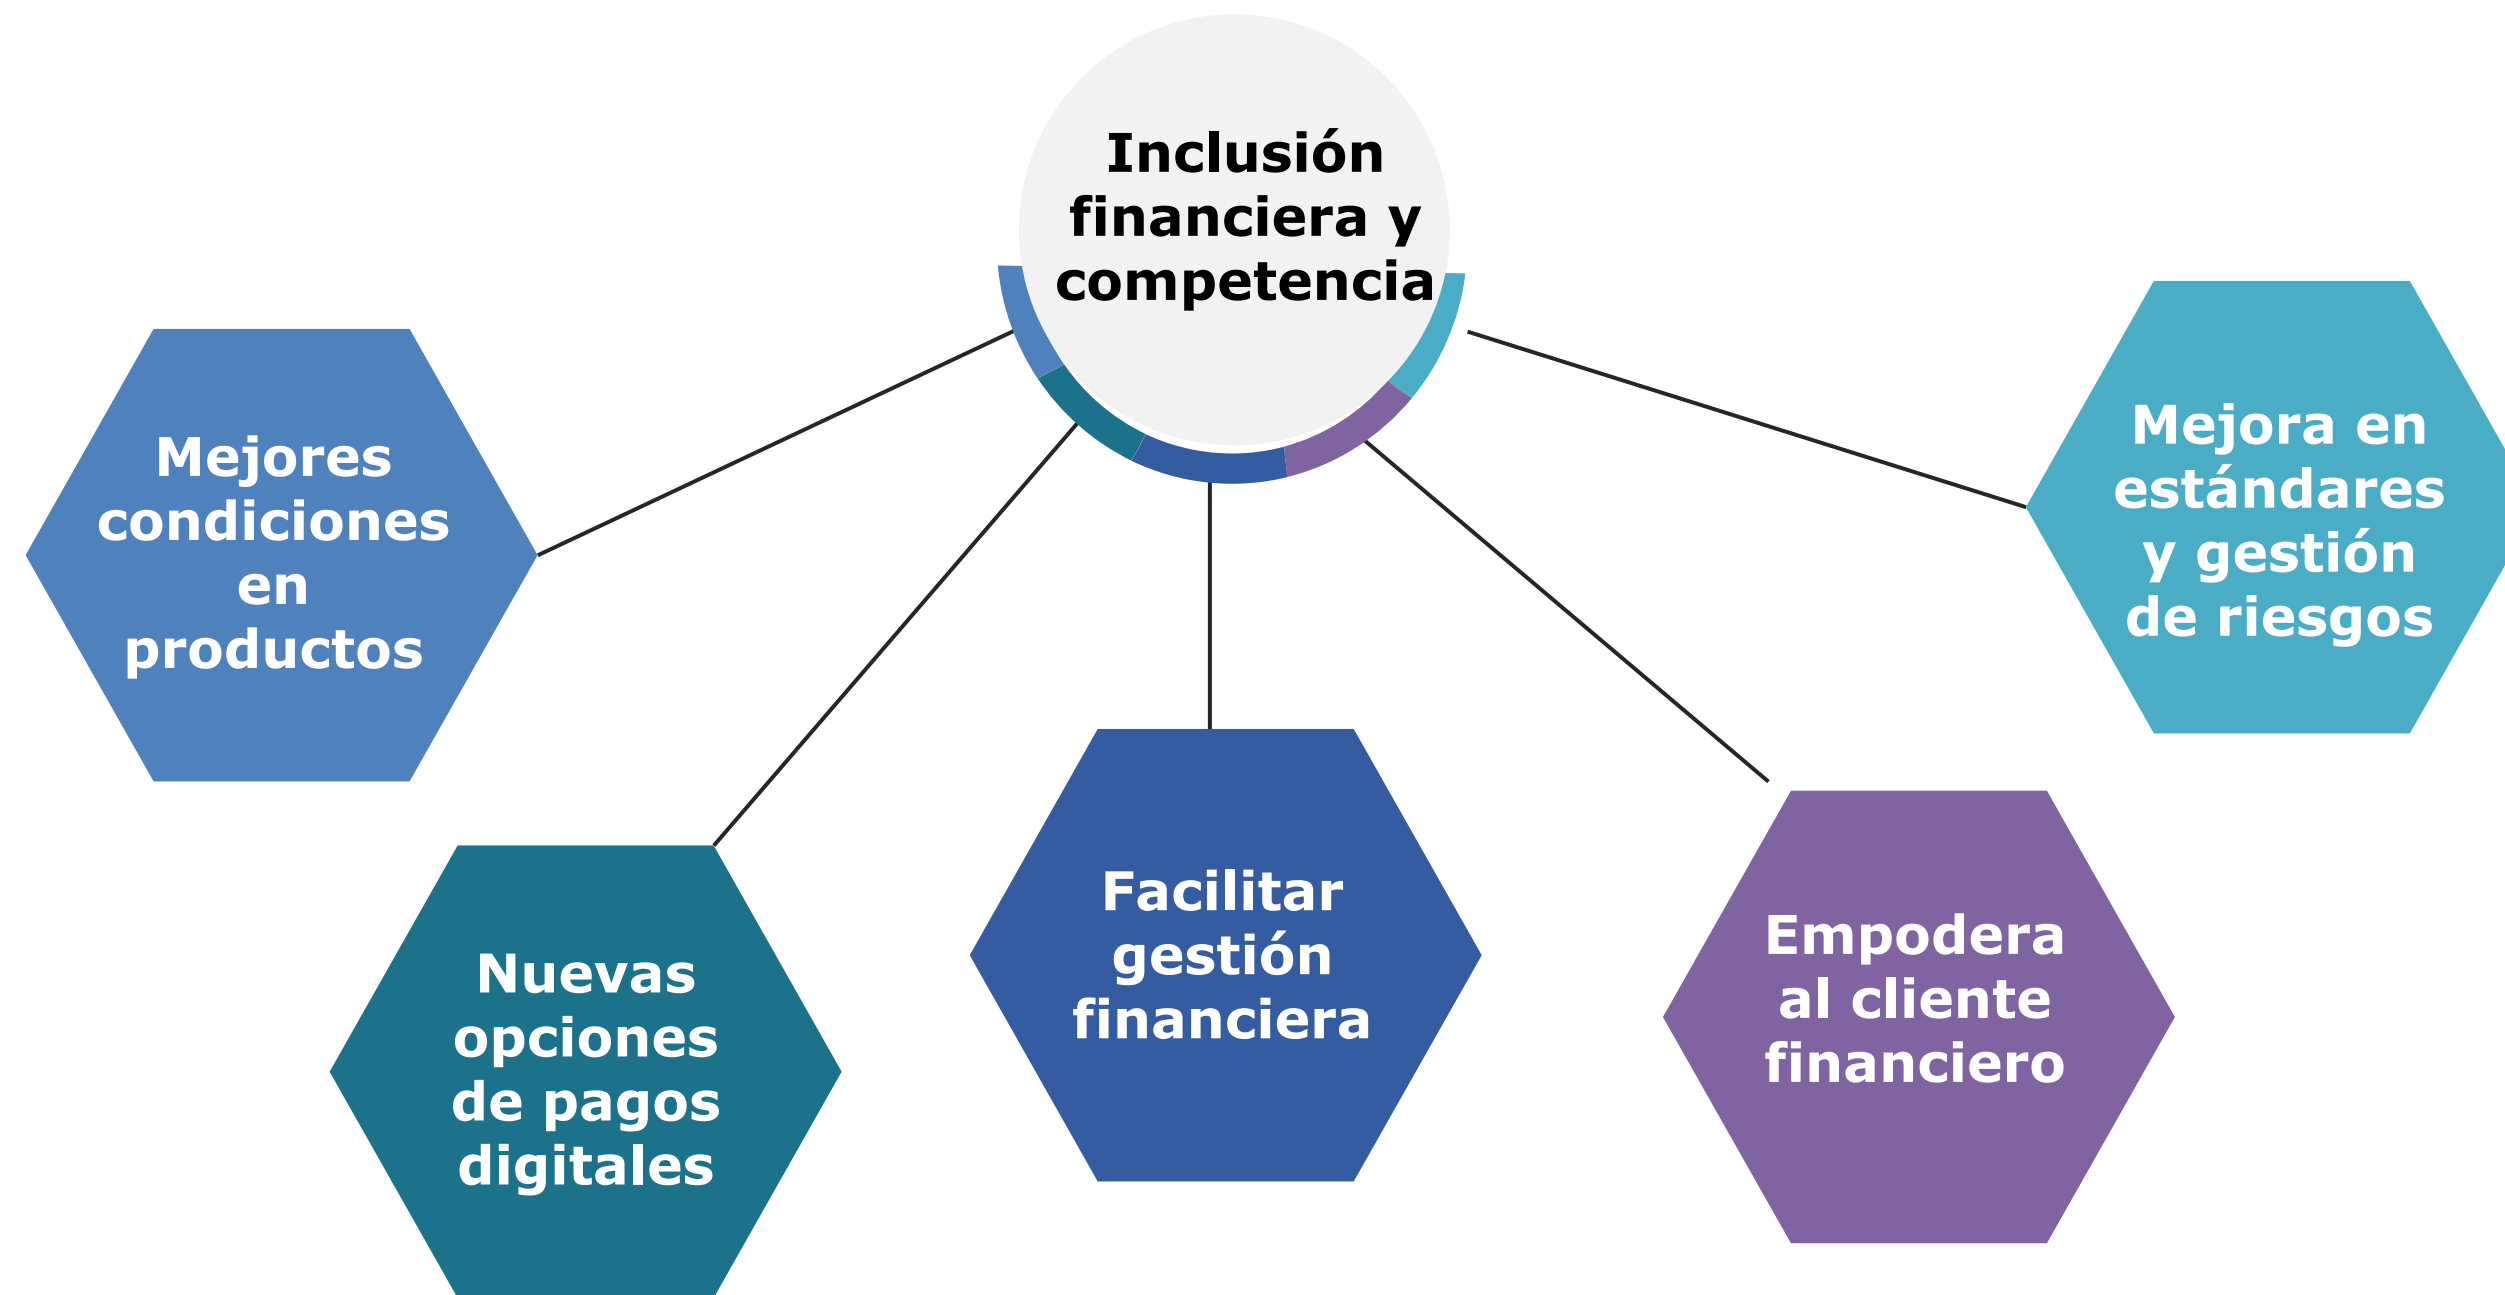 Inclusión
financiera y
competencia
Mejores
condiciones
en
productos
Nuevas
opciones
de pagos
digitales
Facilitar
gestión
financiera
Empodera
al cliente
financiero
Mejora en
estándares
y gestión
de riesgos